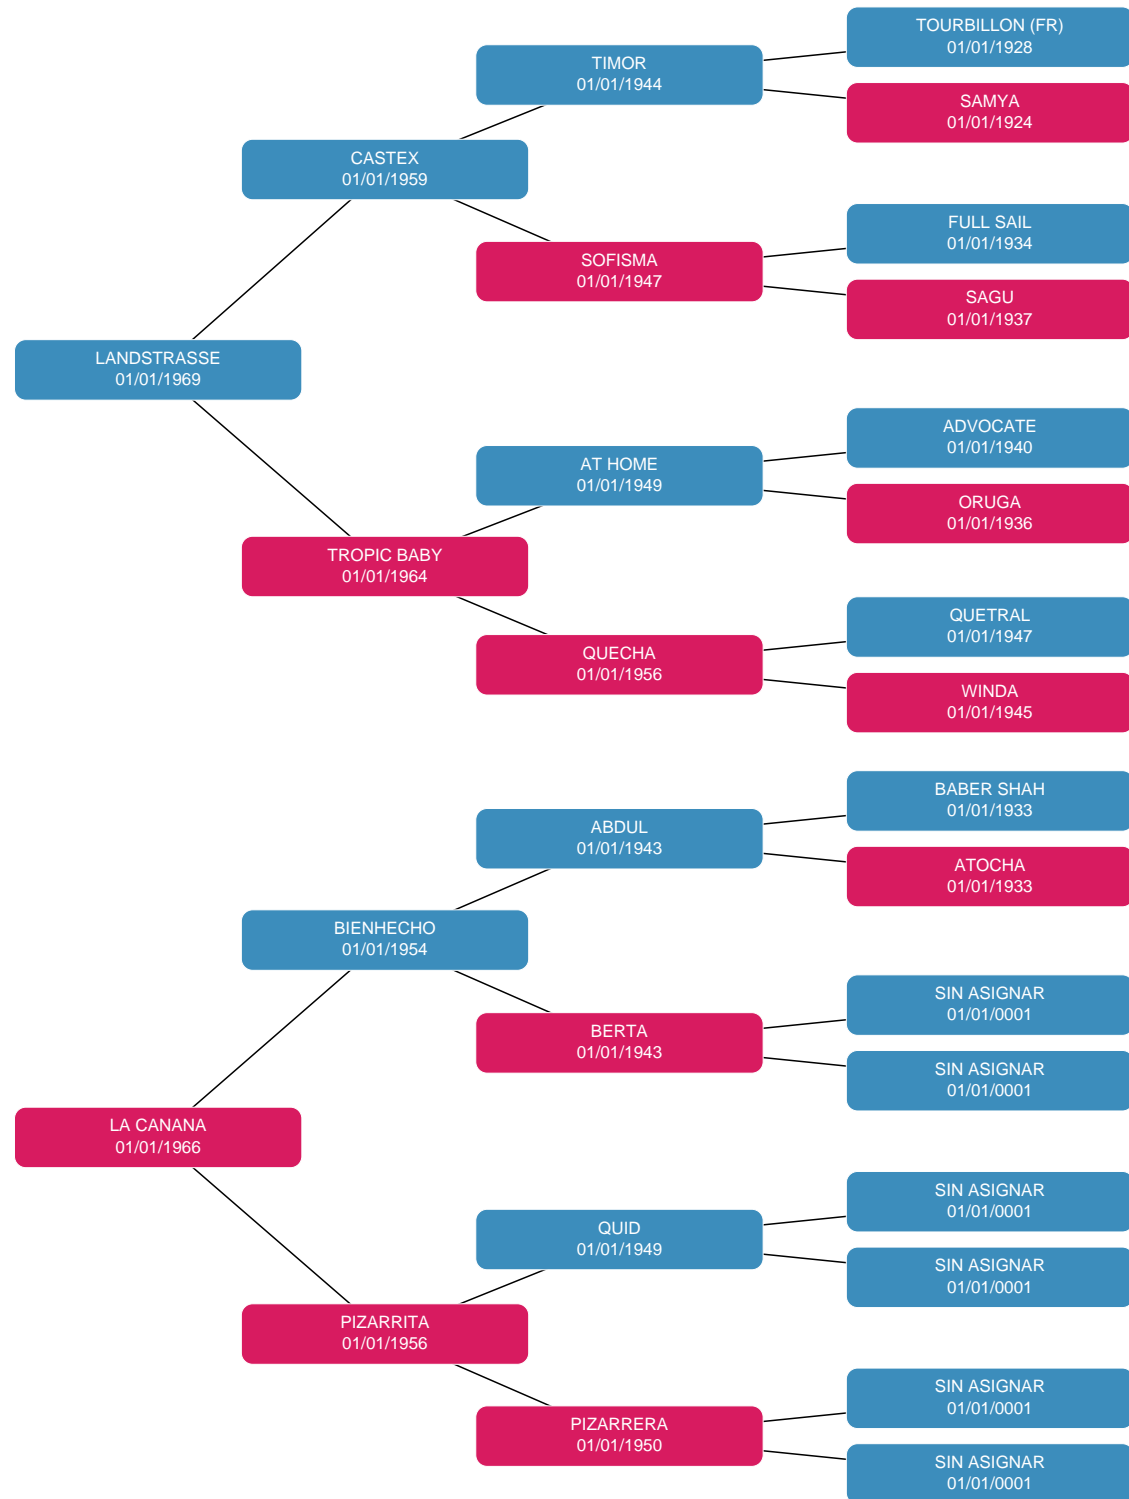 TOURBILLON (FR)
01/01/1928
TIMOR
01/01/1944
SAMYA
01/01/1924
CASTEX
01/01/1959
FULL SAIL
01/01/1934
SOFISMA
01/01/1947
SAGU
01/01/1937
LANDSTRASSE
01/01/1969
ADVOCATE
01/01/1940
AT HOME
01/01/1949
ORUGA
01/01/1936
TROPIC BABY
01/01/1964
QUETRAL
01/01/1947
QUECHA
01/01/1956
WINDA
01/01/1945
BABER SHAH
01/01/1933
ABDUL
01/01/1943
ATOCHA
01/01/1933
BIENHECHO
01/01/1954
SIN ASIGNAR
01/01/0001
BERTA
01/01/1943
SIN ASIGNAR
01/01/0001
LA CANANA
01/01/1966
SIN ASIGNAR
01/01/0001
QUID
01/01/1949
SIN ASIGNAR
01/01/0001
PIZARRITA
01/01/1956
SIN ASIGNAR
01/01/0001
PIZARRERA
01/01/1950
SIN ASIGNAR
01/01/0001